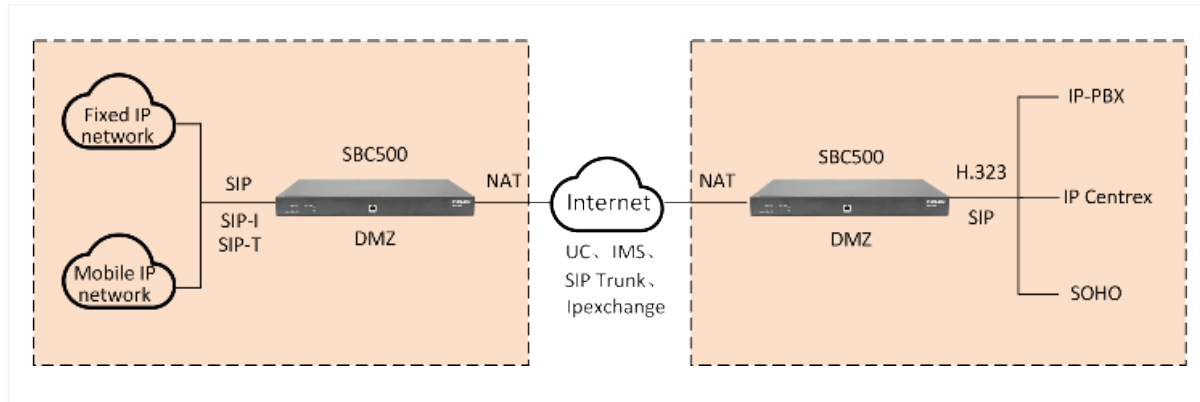 Fixed IP
network
Mobile IP
network
SIP
SIP-I
SIP-T
SBC500
DMZ
NAT
Internet
UC、IMS、
SIP Trunk、
Ipexchange
NAT
SBC500
DMZ
H.323
SIP
IP-PBX
IP Centrex
SOHO